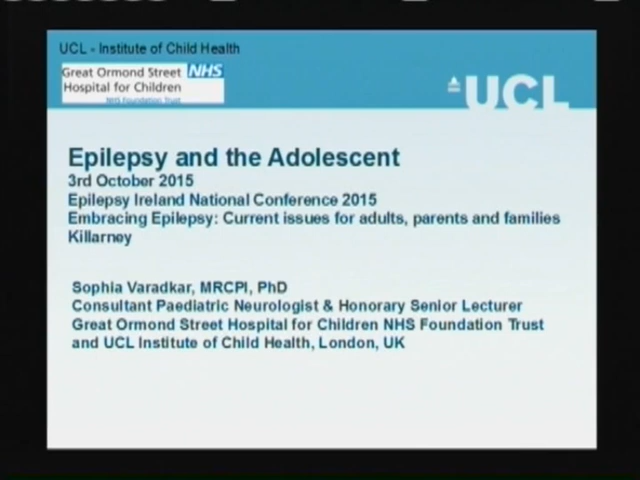 UCL - Institute of Child Health
Great Ormond Street NHS
Hospital for Children
NHS Foundation Trust
UCL
Epilepsy and the Adolescent
3rd October 2015
Epilepsy Ireland National Conference 2015
Embracing Epilepsy: Current issues for adults, parents and families
Killarney
Sophia Varadkar, MRCPI, PhD
Consultant Paediatric Neurologist & Honorary Senior Lecturer
Great Ormond Street Hospital for Children NHS Foundation Trust
and UCL Institute of Child Health, London, UK